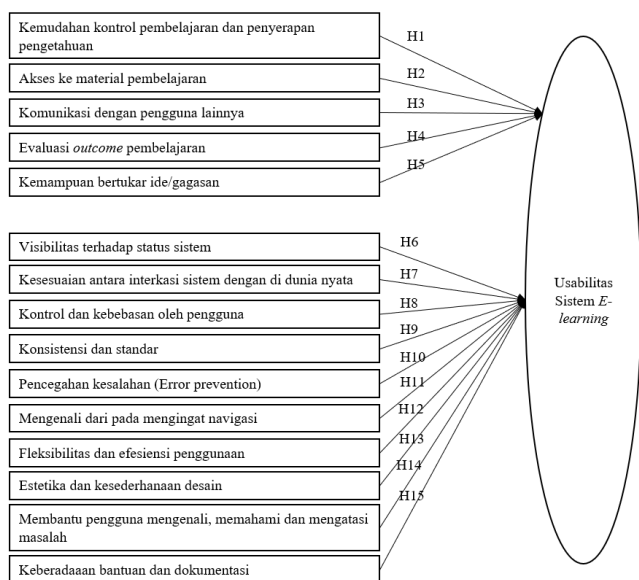 Kemudahan kontrol pembelajaran dan penyerapan
pengetahuan
H1
Akses ke material pembelajaran
H2
Komunikasi dengan pengguna lainnya
H3
Evaluasi outcome pembelajaran
H4
Kemampuan bertukar ide/gagasan
H5
Visibilitas terhadap status sistem
H6
Kesesuaian antara interkasi sistem dengan di dunia nyata
H7
Kontrol dan kebebasan oleh pengguna
H8
Konsistensi dan standar
H9
Pencegahan kesalahan (Error prevention)
H10
Mengenali dari pada mengingat navigasi
H11
Fleksibilitas dan efesiensi penggunaan
H12
Estetika dan kesederhanaan desain
H13
Membantu pengguna mengenali, memahami dan mengatasi
masalah
H14
Keberadaaan bantuan dan dokumentasi
H15
Usabilitas
Sistem E-
learning